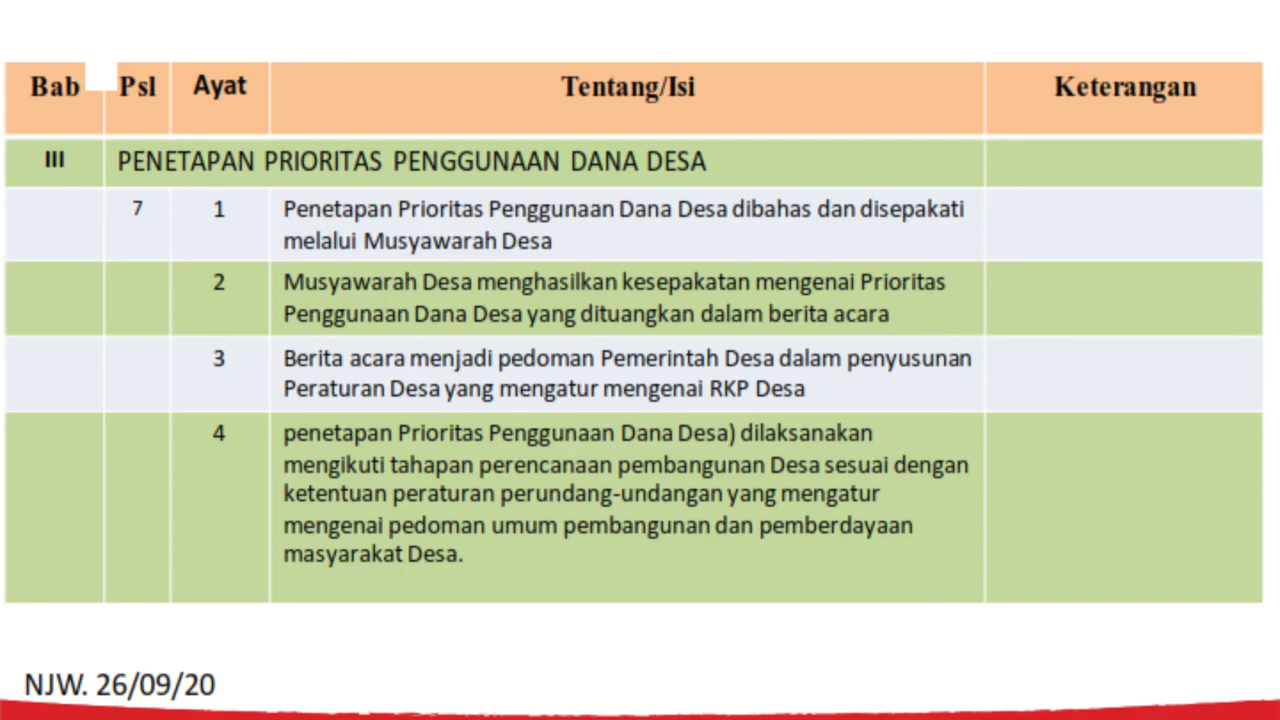 Bab Psl Ayat Tentang/Isi Keterangan
III PENETAPAN PRIORITAS PENGGUNAAN DANA DESA
7 1 Penetapan Prioritas Penggunaan Dana Desa dibahas dan disepakati
melalui Musyawarah Desa
2 Musyawarah Desa menghasilkan kesepakatan mengenai Prioritas
Penggunaan Dana Desa yang dituangkan dalam berita acara
3 Berita acara menjadi pedoman Pemerintah Desa dalam penyusunan
Peraturan Desa yang mengatur mengenai RKP Desa
4 penetapan Prioritas Penggunaan Dana Desa) dilaksanakan
mengikuti tahapan perencanaan pembangunan Desa sesuai dengan
ketentuan peraturan perundang-undangan yang mengatur
mengenai pedoman umum pembangunan dan pemberdayaan
masyarakat Desa.
NJW. 26/09/20